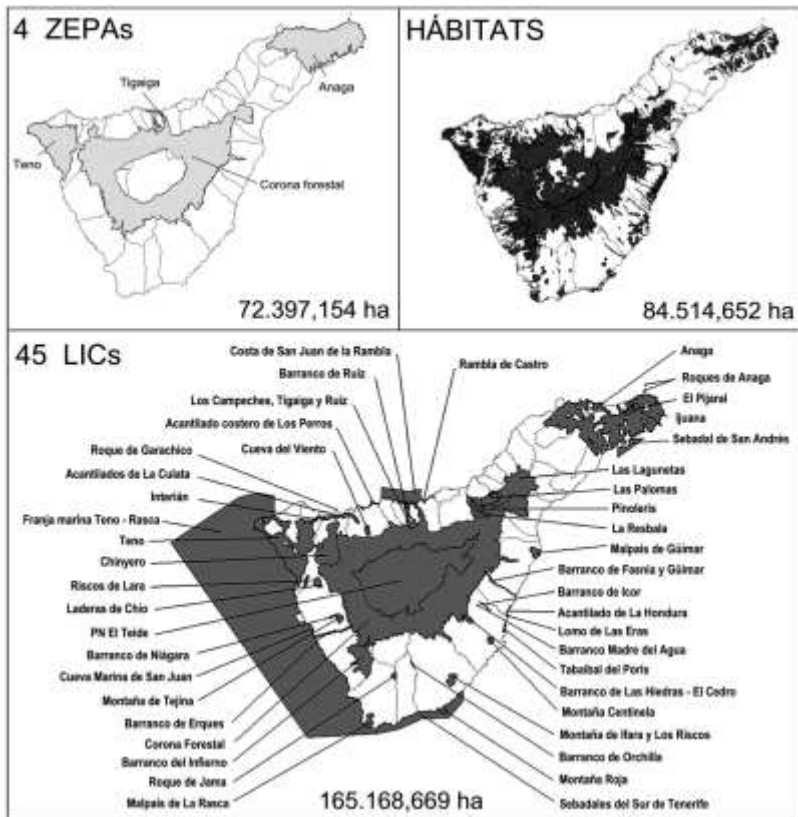 4 ZEPAs
Tigaiga
Anaga
Teno
Corona forestal
72.397,154 ha
HÁBITATS
84.514,652 ha
45 LICs
Costa de San Juan de la Rambla
Barranco de Ruiz
Los Campeches, Tigaiga y Ruiz
Acantilado costero de Los Perros
Cueva del Viento
Rambla de Castro
Roque de Garachico
Acantilados de La Culata
Interián
Franja marina Teno - Rasca
Teno
Chinyero
Riscos de Lara
Laderas de Chío
PN El Teide
Barranco de Niágara
Cueva Marina de San Juan
Montaña de Tejina
Barranco de Erques
Corona Forestal
Barranco del Infierno
Roque de Jama
Malpaís de La Rasca
Anaga
Roques de Anaga
El Pijaral
Ijuana
Sebadal de San Andrés
Las Lagunetas
Las Palomas
Pinoleris
La Resbala
Malpaís de Güímar
Barranco de Fasnia y Güímar
Barranco de Icor
Acantilado de La Hondura
Lomo de Las Eras
Barranco Madre del Agua
Tabaibal del Porís
Barranco de Las Hiedras - El Cedro
Montaña Centinela
Montaña de Ifara y Los Riscos
Barranco de Orchilla
Montaña Roja
Sebadales del Sur de Tenerife
165.168,669 ha